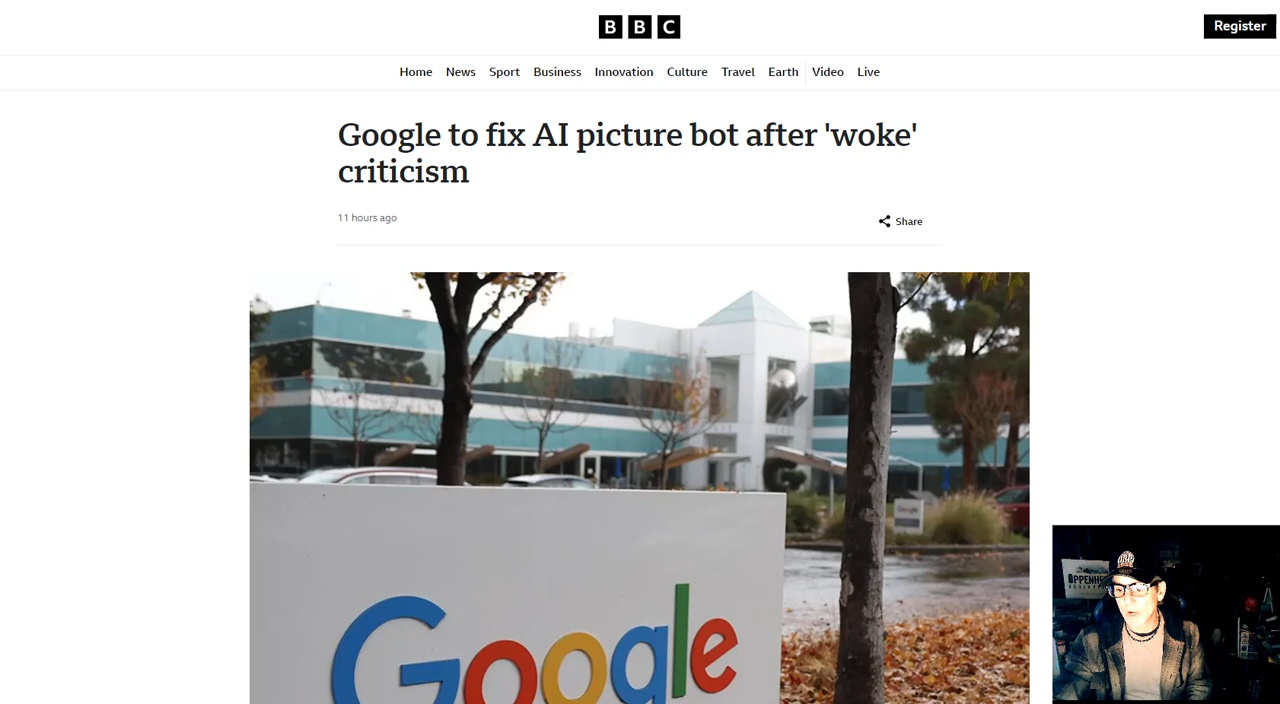 BBC
Register
Home News Sport Business Innovation Culture Travel Earth Video Live
Google to fix AI picture bot after 'woke'
criticism
11 hours ago
Share
Google
Google